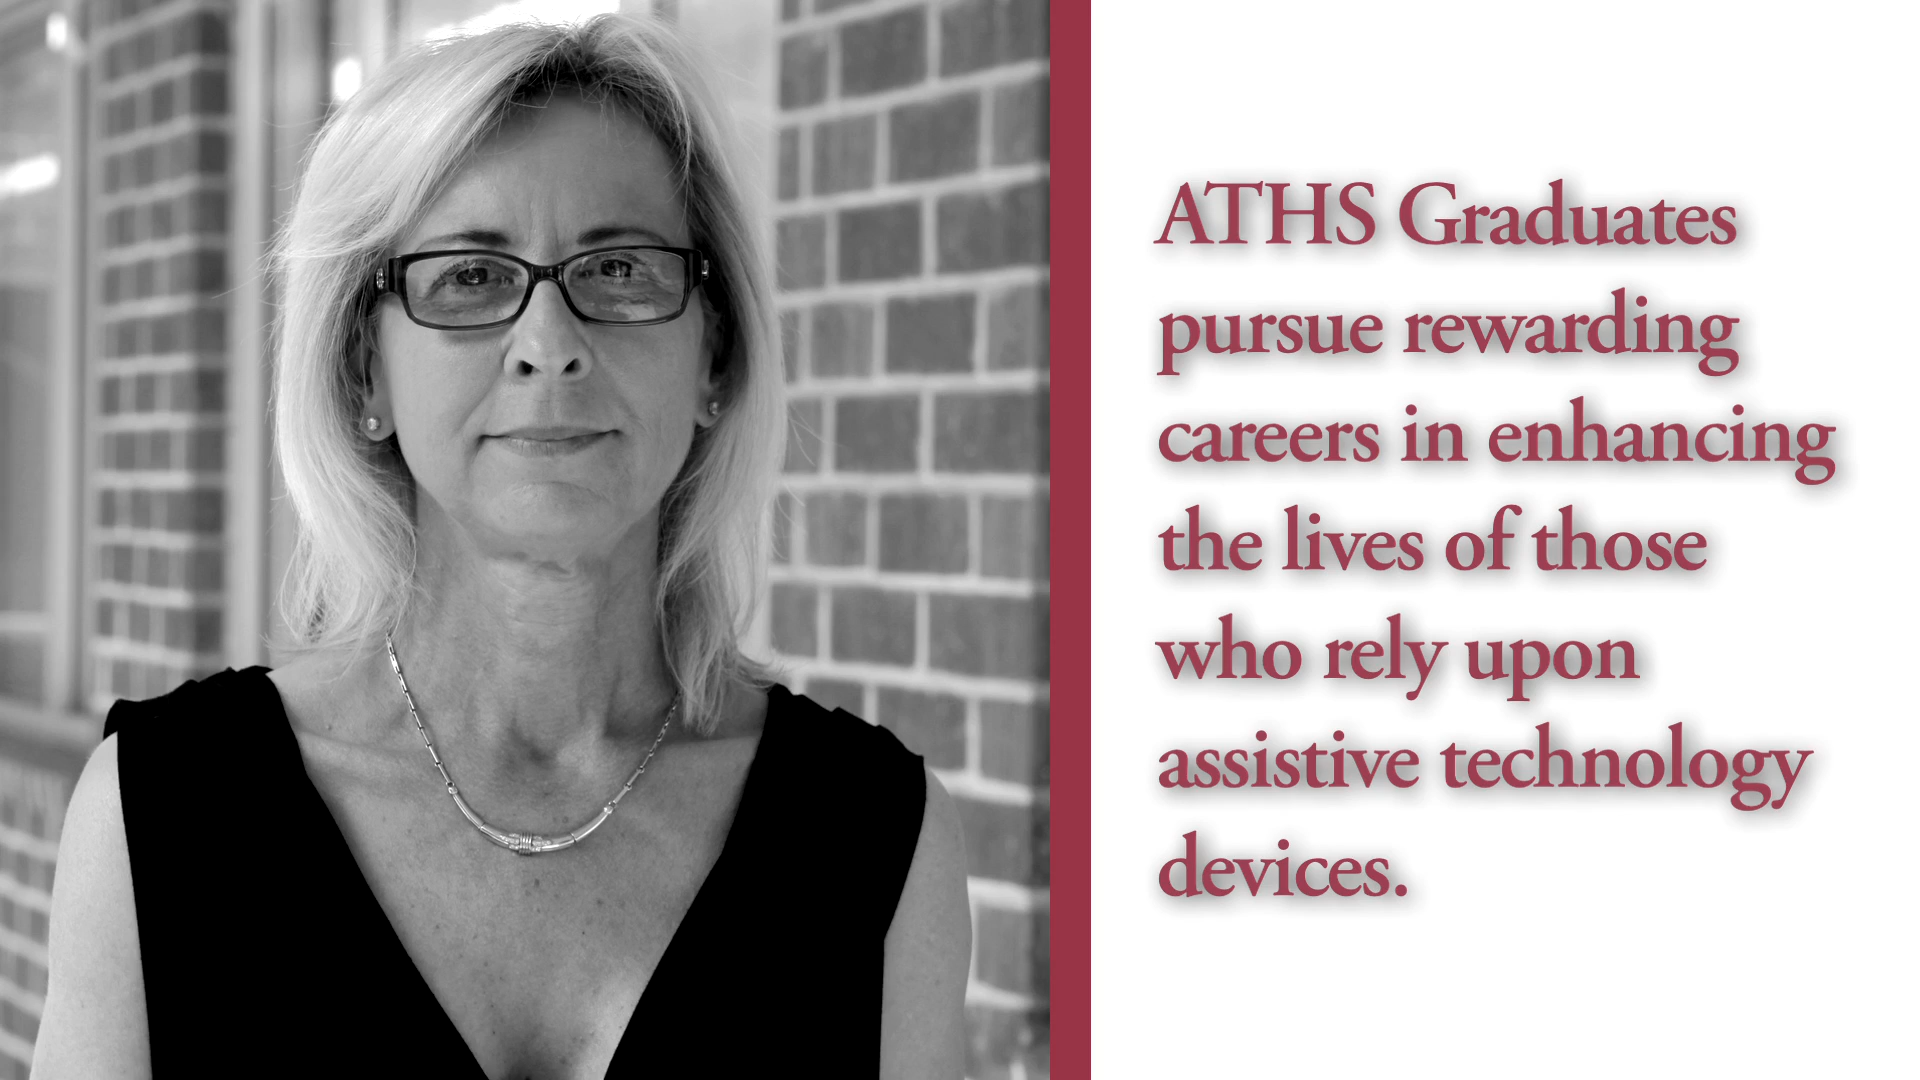 ATHS Graduates
pursue rewarding
careers in enhancing
the lives of those
who rely upon
assistive technology
devices.